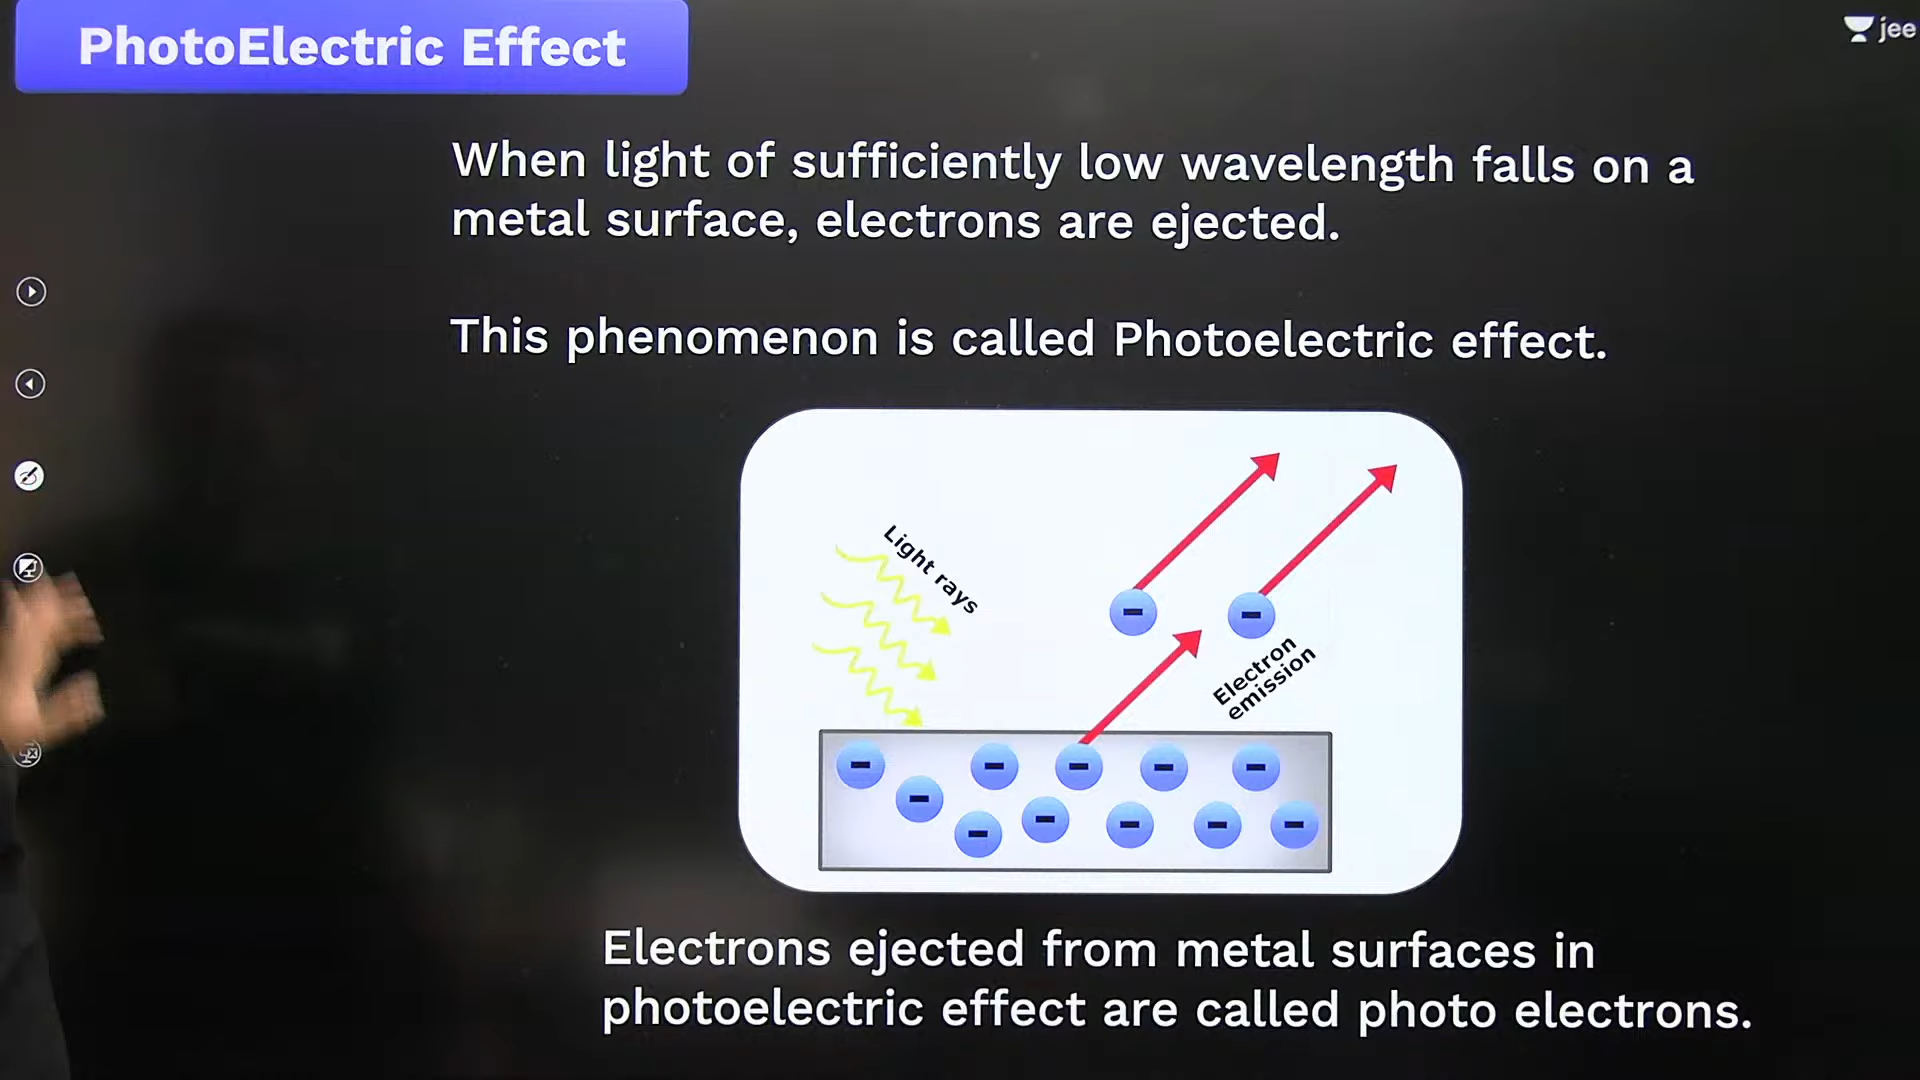 PhotoElectric Effect
jee
When light of sufficiently low wavelength falls on a
metal surface, electrons are ejected.
This phenomenon is called Photoelectric effect.
Light rays
Electron
emission
Electrons ejected from metal surfaces in
photoelectric effect are called photo electrons.